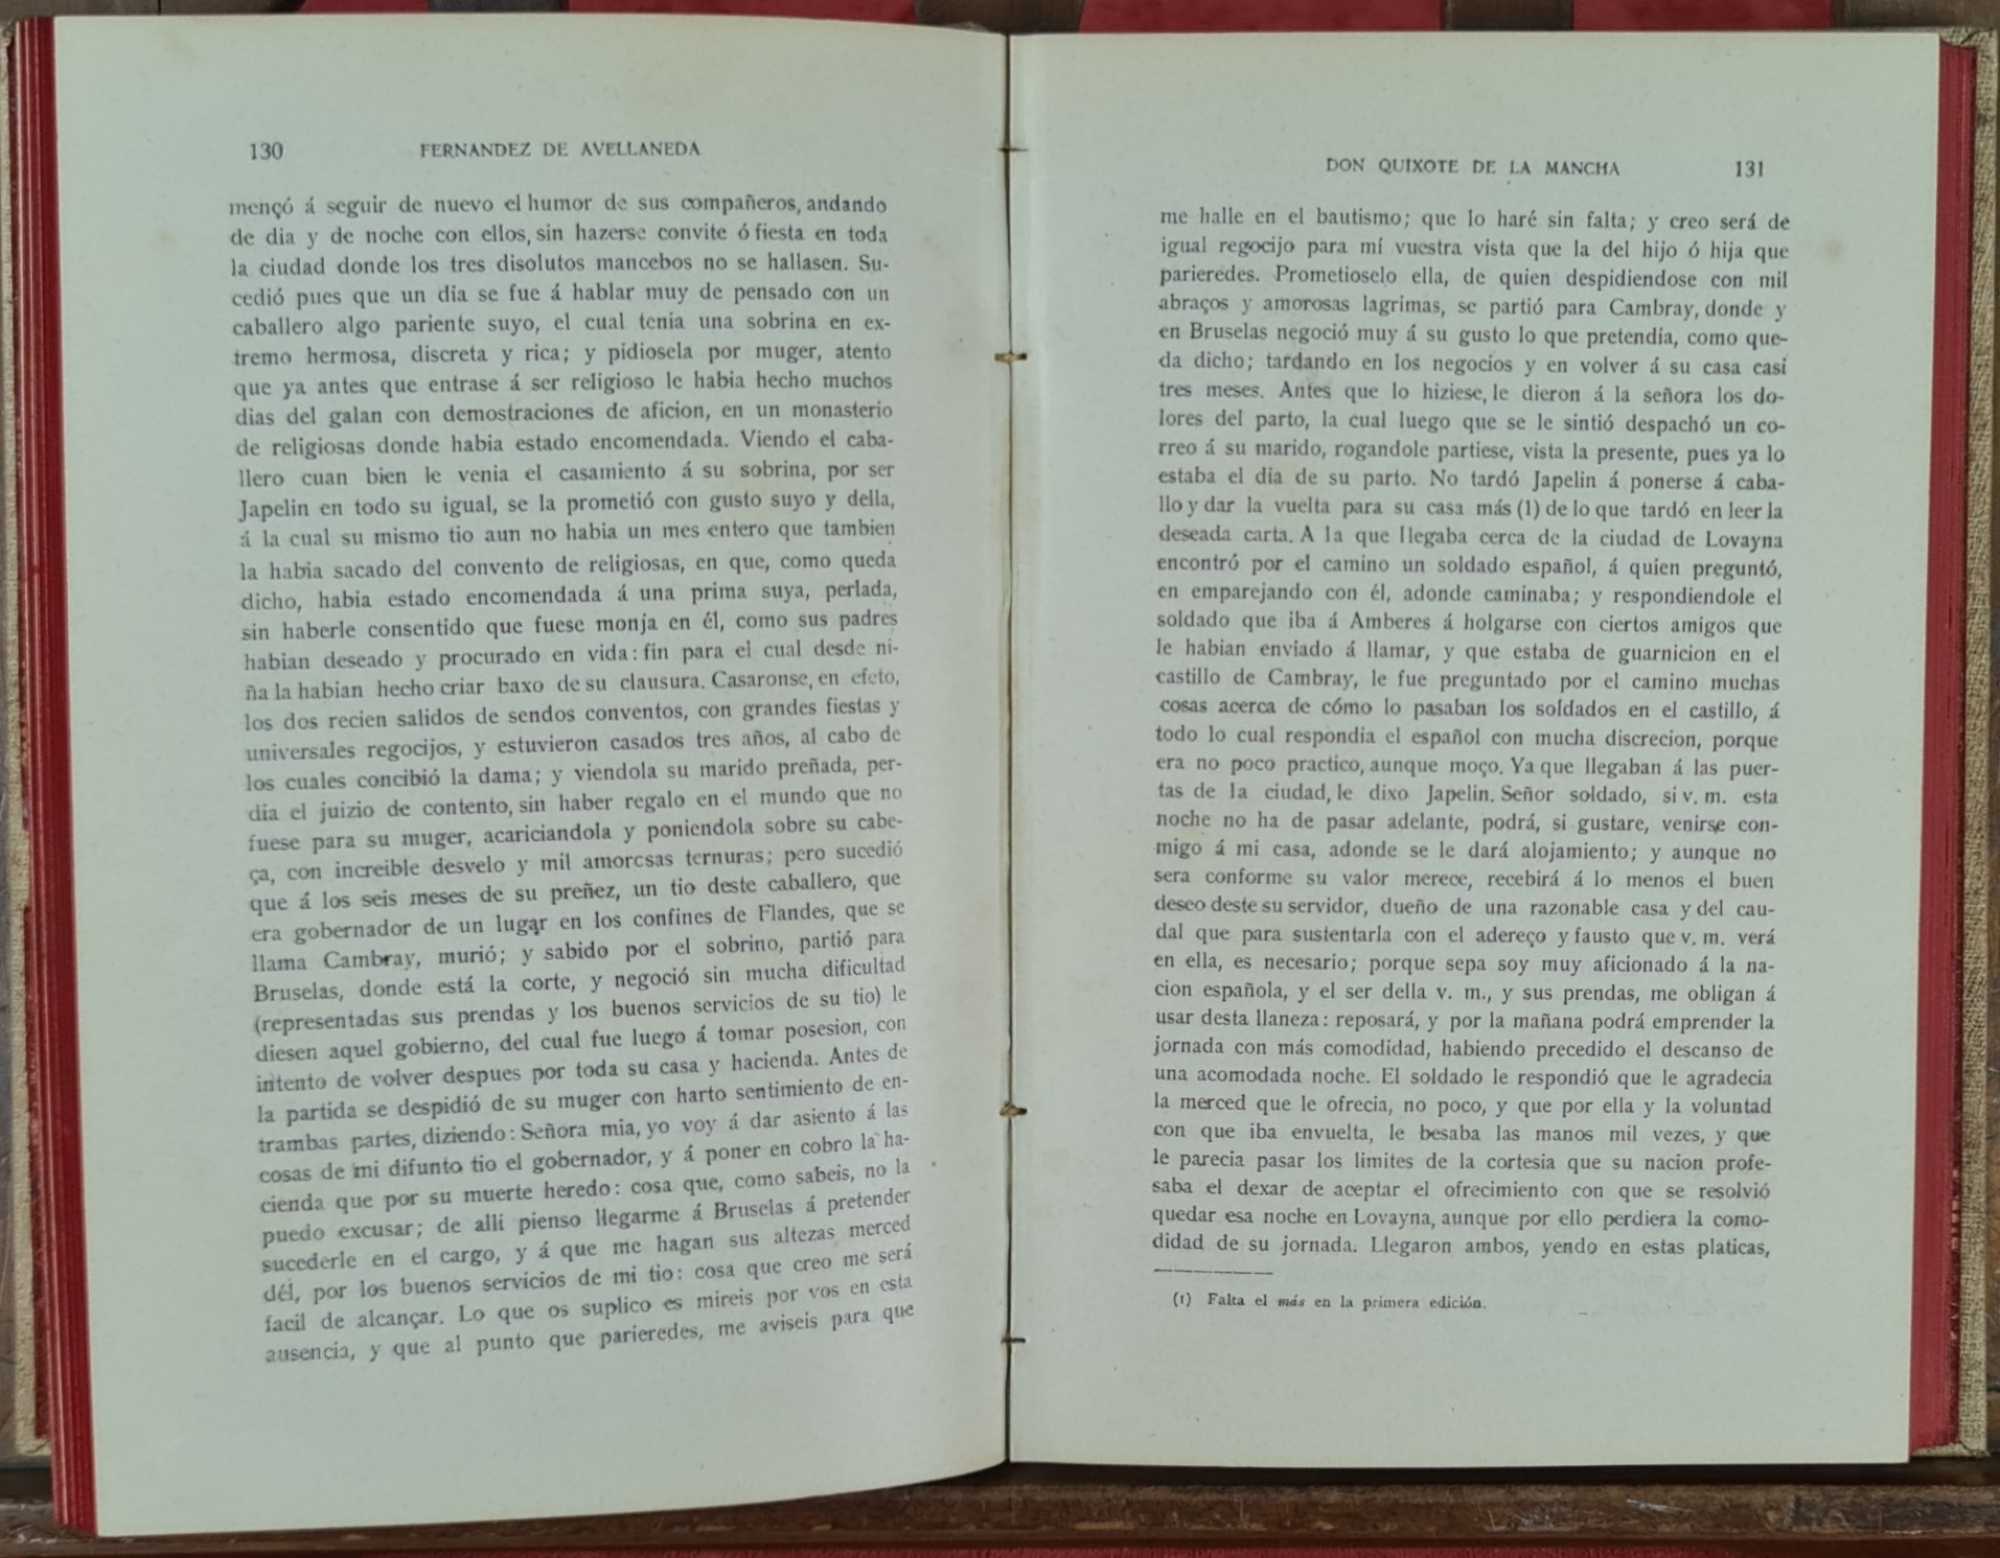 130
FERNANDEZ DE AVELLANEDA
mençó á seguir de nuevo el humor de sus compañeros, andando
de dia y de noche con ellos, sin hazerse convite ó fiesta en toda
la ciudad donde los tres disolutos mancebos no se hallasen. Su-
cedió pues que un dia se fue á hablar muy de pensado con un
caballero algo pariente suyo, el cual tenia una sobrina en ex-
tremo hermosa, discreta y rica; y pidiosela por muger, atento
que ya antes que entrase á ser religioso le habia hecho muchos
dias del galan con demostraciones de aficion, en un monasterio
de religiosas donde habia estado encomendada. Viendo el caba-
llero cuan bien le venia el casamiento á su sobrina, por ser
Japelin en todo su igual, se la prometió con gusto suyo y della,
á la cual su mismo tio aun no habia un mes entero que tambien
la habia sacado del convento de religiosas, en que, como queda
dicho, habia estado encomendada á una prima suya, perlada,
sin haberle consentido que fuese monja en él, como sus padres
habian deseado y procurado en vida: fin para el cual desde ni-
ña la habian hecho criar baxo de su clausura. Casaronse, en efeto,
los dos recien salidos de sendos conventos, con grandes fiestas y
universales regocijos, y estuvieron casados tres años, al cabo de
los cuales concibió la dama; y viendola su marido preñada, per-
dia el juizio de contento, sin haber regalo en el mundo que no
fuese para su muger, acariciandola y poniendola sobre su cabe-
ça, con increible desvelo y mil amorosas ternuras; pero sucedió
que á los seis meses de su preñez, un tio deste caballero, que
era gobernador de un lugar en los confines de Flandes, que se
llama Cambray, murió; y sabido por el sobrino, partió para
Bruselas, donde está la corte, y negoció sin mucha dificultad
(representadas sus prendas y los buenos servicios de su tio) le
diesen aquel gobierno, del cual fue luego á tomar posesion, con
intento de volver despues por toda su casa y hacienda. Antes de
la partida se despidió de su muger con harto sentimiento de en-
trambas partes, diziendo: Señora mia, yo voy á dar asiento á las
cosas de mi difunto tio el gobernador, y á poner en cobro la ha-
cienda que por su muerte heredo: cosa que, como sabeis, no la
puedo excusar; de alli pienso llegarme á Bruselas á pretender
sucederle en el cargo, y á que me hagan sus altezas merced
dél, por los buenos servicios de mi tio: cosa que creo me será
facil de alcançar. Lo que os suplico es mireis por vos en esta
ausencia, y que al punto que parieredes, me aviseis para que
DON QUIXOTE DE LA MANCHA
131
me halle en el bautismo; que lo haré sin falta; y creo será de
igual regocijo para mí vuestra vista que la del hijo ó hija que
parieredes. Prometioselo ella, de quien despidiendose con mil
abraços y amorosas lagrimas, se partió para Cambray, donde y
en Bruselas negoció muy á su gusto lo que pretendia, como que-
da dicho; tardando en los negocios y en volver á su casa casi
tres meses. Antes que lo hiziese, le dieron á la señora los do-
lores del parto, la cual luego que se le sintió despachó un co-
rreo á su marido, rogandole partiese, vista la presente, pues ya lo
estaba el dia de su parto. No tardó Japelin á ponerse á caba-
llo y dar la vuelta para su casa más (1) de lo que tardó en leer la
deseada carta. A la que llegaba cerca de la ciudad de Lovayna
encontró por el camino un soldado español, á quien preguntó,
en emparejando con él, adonde caminaba; y respondiendole el
soldado que iba á Amberes á holgarse con ciertos amigos que
le habian enviado á llamar, y que estaba de guarnicion en el
castillo de Cambray, le fue preguntado por el camino muchas
cosas acerca de cómo lo pasaban los soldados en el castillo, á
todo lo cual respondia el español con mucha discrecion, porque
era no poco practico, aunque moço. Ya que llegaban á las puer-
tas de la ciudad, le dixo Japelin. Señor soldado, si v. m. esta
noche no ha de pasar adelante, podrá, si gustare, venirse con-
migo á mi casa, adonde se le dará alojamiento; y aunque no
sera conforme su valor merece, recebirá á lo menos el buen
deseo deste su servidor, dueño de una razonable casa y del cau-
dal que para sustentarla con el adereço y fausto que v. m. verá
en ella, es necesario; porque sepa soy muy aficionado á la na-
cion española, y el ser della v. m., y sus prendas, me obligan á
usar desta llaneza: reposará, y por la mañana podrá emprender la
jornada con más comodidad, habiendo precedido el descanso de
una acomodada noche. El soldado le respondió que le agradecia
la merced que le ofrecia, no poco, y que por ella y la voluntad
con que iba envuelta, le besaba las manos mil vezes, y que
le parecia pasar los limites de la cortesia que su nacion profe-
saba el dexar de aceptar el ofrecimiento con que se resolvió
quedar esa noche en Lovayna, aunque por ello perdiera la como-
didad de su jornada. Llegaron ambos, yendo en estas platicas,
(1) Falta el más en la primera edición.